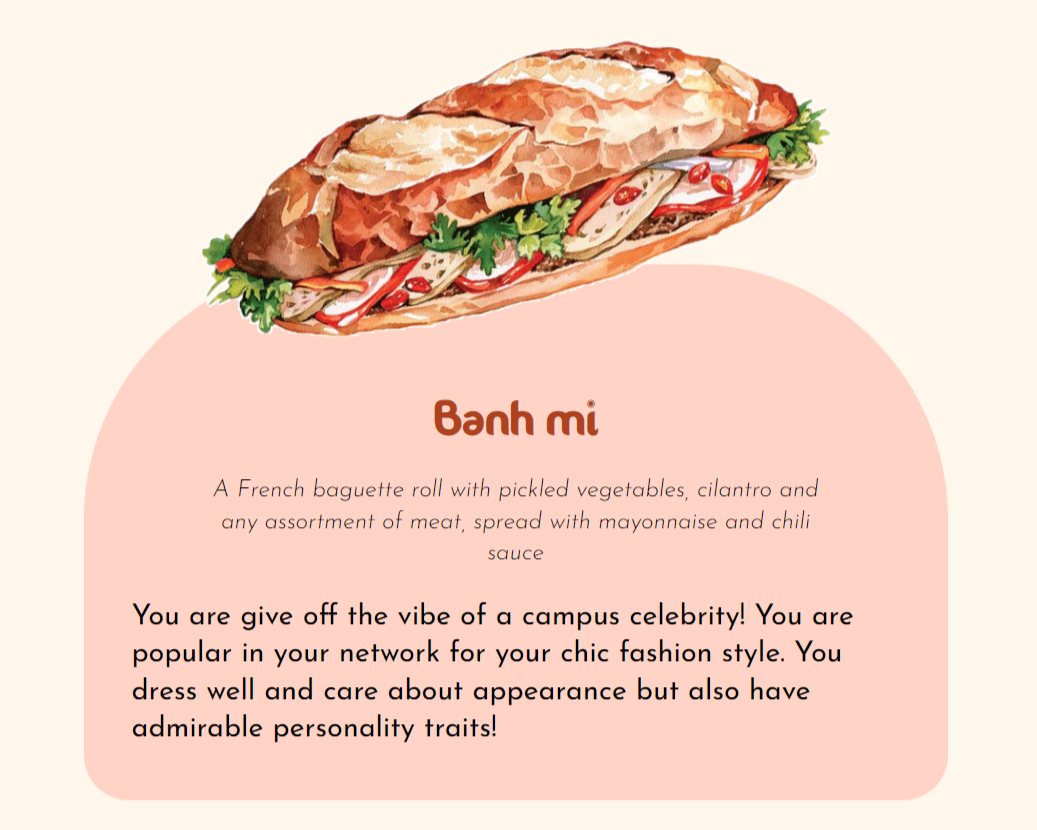 Banh mi
A French baguette roll with pickled vegetables, cilantro and
any assortment of meat, spread with mayonnaise and chili
sauce
You are give off the vibe of a campus celebrity! You are
popular in your network for your chic fashion style. You
dress well and care about appearance but also have
admirable personality traits!